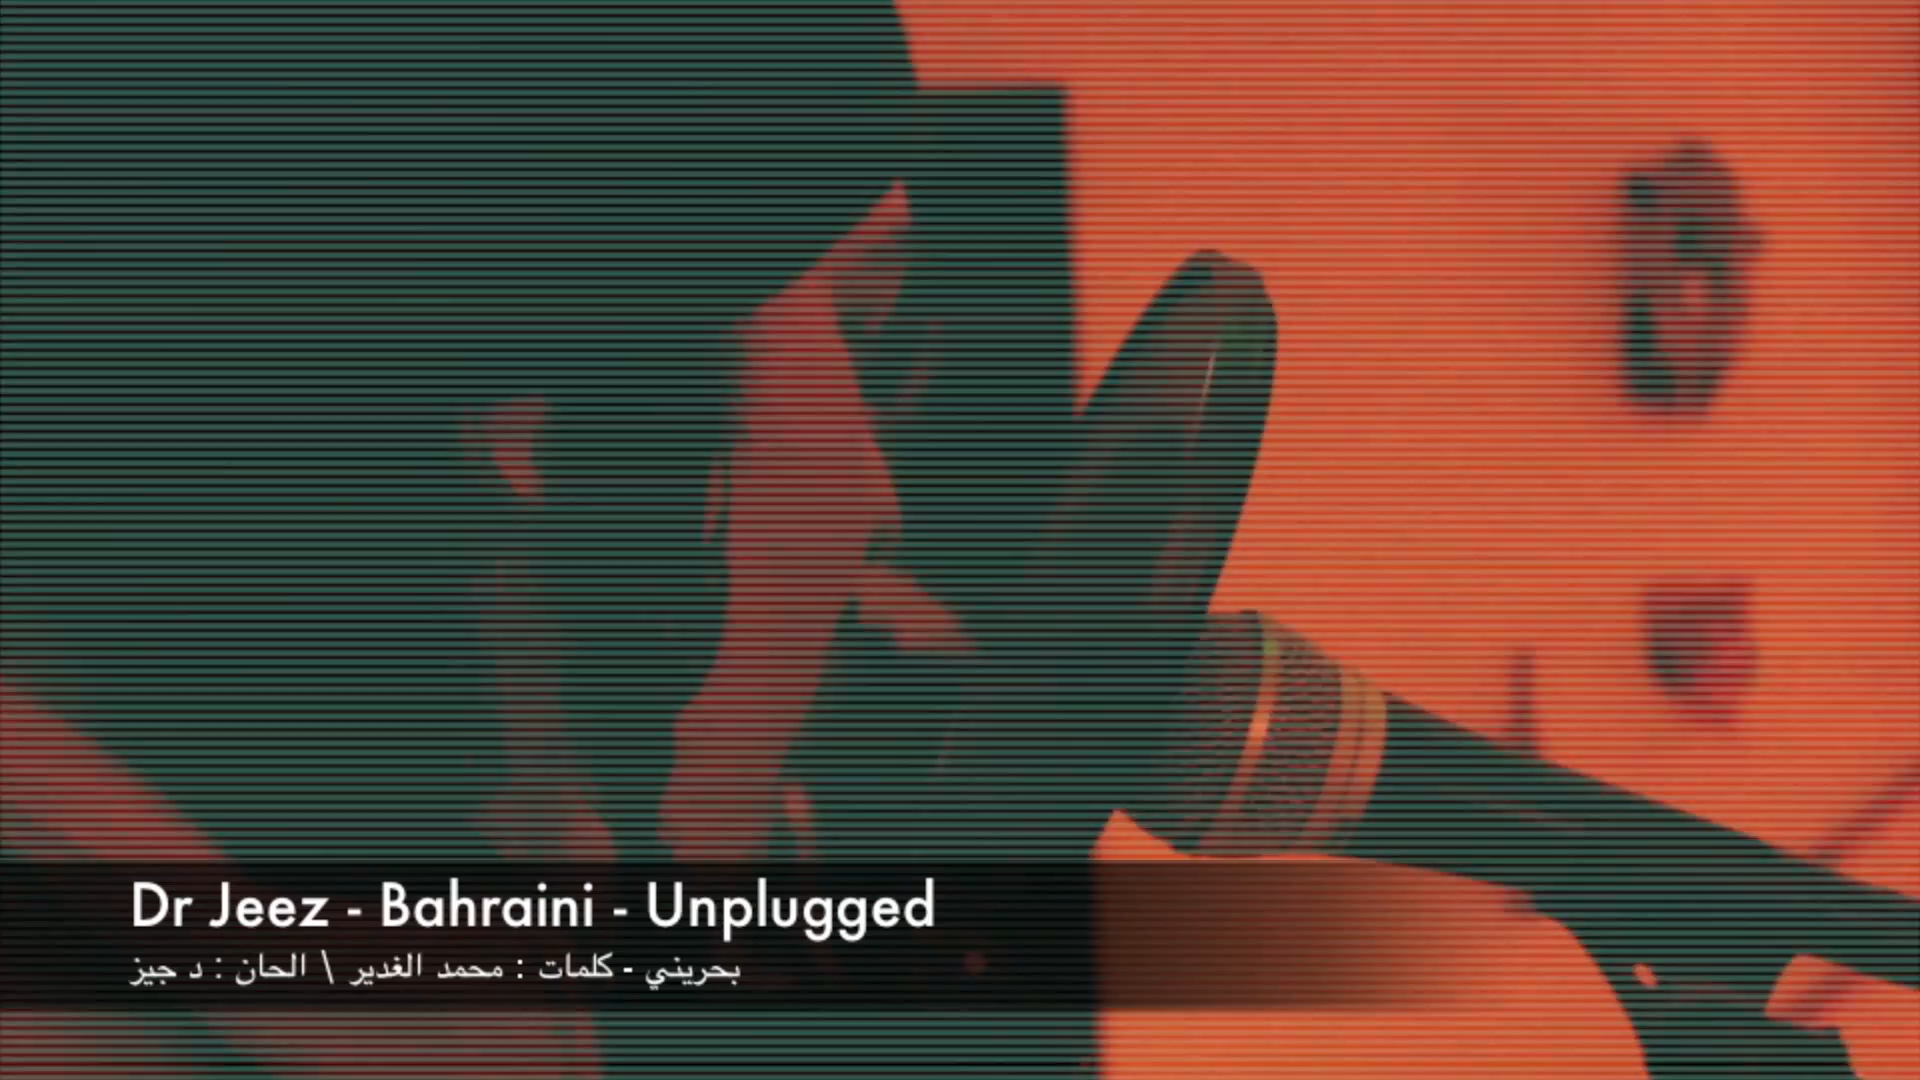 Dr Jeez - Bahraini - Unplugged
بحريني - كلمات : محمد الغدير \ الحان : د جيز